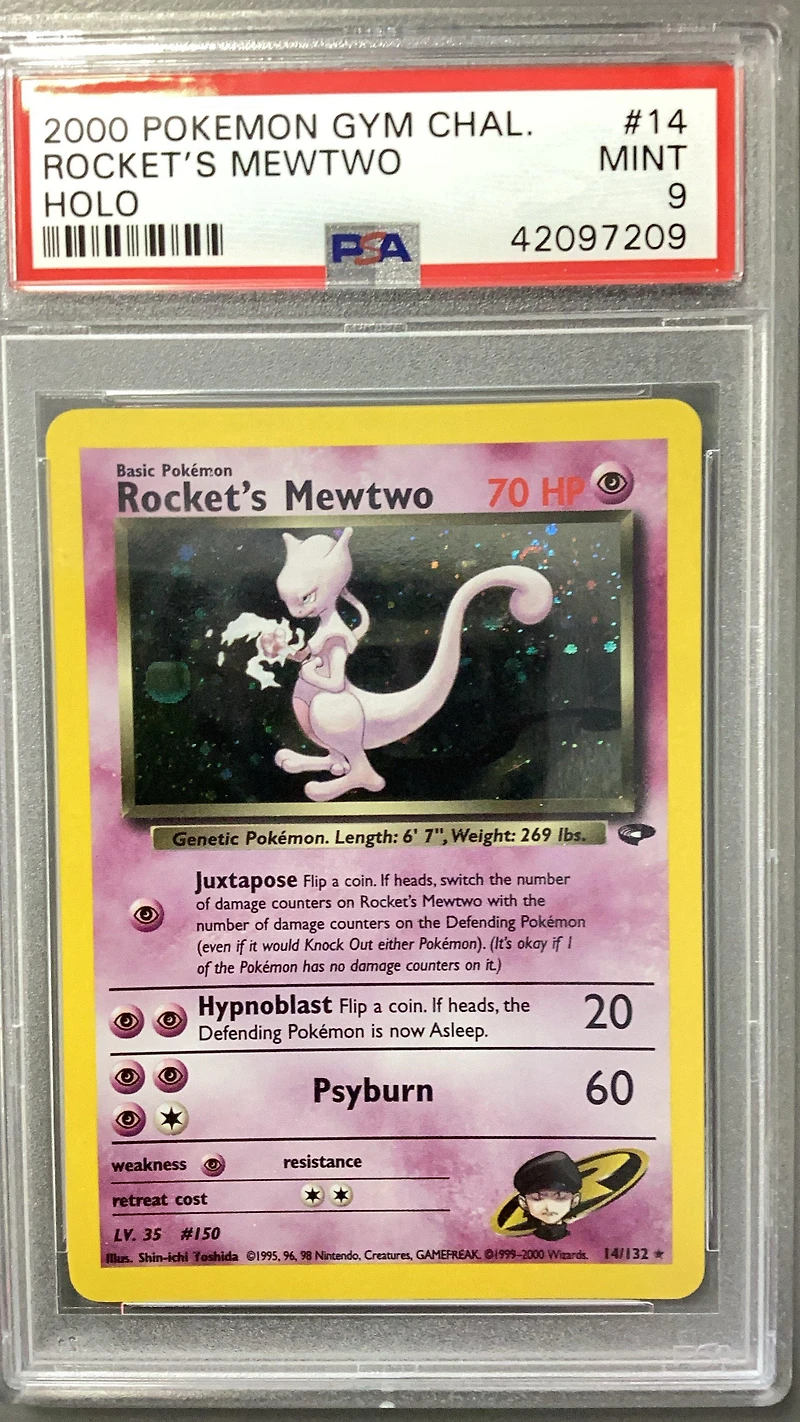 2000 POKEMON GYM CHAL. #14
ROCKET'S MEWTWO MINT
HOLO 9
PSA 42097209
Basic Pokémon
Rocket's Mewtwo 70 HP
Genetic Pokémon. Length: 6' 7", Weight: 269 lbs.
Juxtapose Flip a coin. If heads, switch the number
of damage counters on Rocket's Mewtwo with the
number of damage counters on the Defending Pokémon
(even if it would Knock Out either Pokémon). (It's okay if 1
of the Pokémon has no damage counters on it.)
Hypnoblast Flip a coin. If heads, the
Defending Pokémon is now Asleep. 20
Psyburn 60
weakness resistance
retreat cost
LV. 35 #150
Illus. Shin-ichi Yoshida ©1995, 96, 98 Nintendo, Creatures, GAMEFREAK. ©1999-2000 Wizards. 14/132 ★